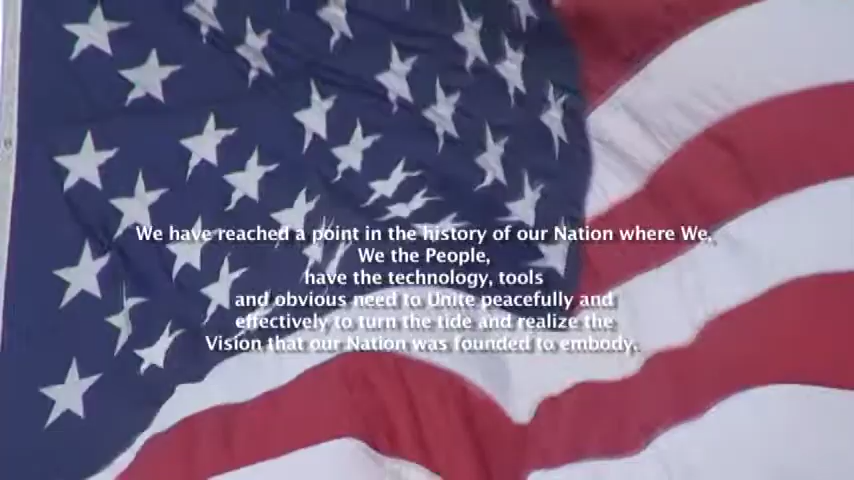 We have reached a point in the history of our Nation where We,
We the People,
have the technology, tools
and obvious need to Unite peacefully and
effectively to turn the tide and realize the
Vision that our Nation was founded to embody.